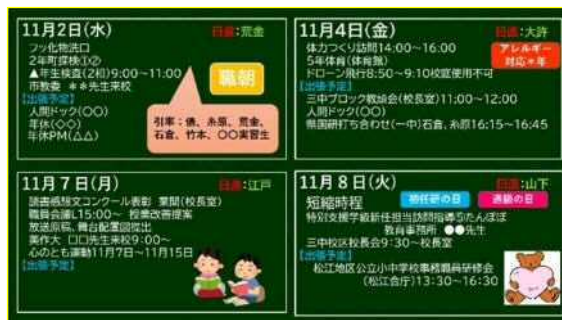 11月2日(水)
日直:荒金
フッ化物洗口
2年町探検①②
▲年生検査(2相)9:00~11:00
市教委 **先生来校
【出張予定】
人間ドック(〇〇)
年休(◇◇)
年休PM(△△)
職朝
引率:儀、糸原、荒金、
石倉、竹本、〇〇実習生
11月4日(金)
日直:大許
体力つくり訪問14:00~16:00
5年体育(体育館)
ドローン飛行8:50~9:10校庭使用不可
アレルギー
対応*年
【出張予定】
三中ブロック教頭会(校長室)11:00~12:00
人間ドック(〇〇)
県国研打ち合わせ(一中)石倉、糸原16:15~16:45
11月7日(月)
日直:江戸
読書感想文コンクール表彰 業間(校長室)
職員会議L15:00~ 授業改善提案
放送原稿、舞台配置図提出
美作大 □□先生来校9:00~
心のとも運動11月7日~11月15日
【出張予定】
11月8日(火)
日直:山下
短縮時程
初任研の日
通級の日
特別支援学級新任担当訪問指導⑤たんぽぽ
教育事務所 ●●先生
三中校区校長会9:30~校長室
【出張予定】
松江地区公立小中学校事務職員研修会
(松江合庁)13:30~16:30